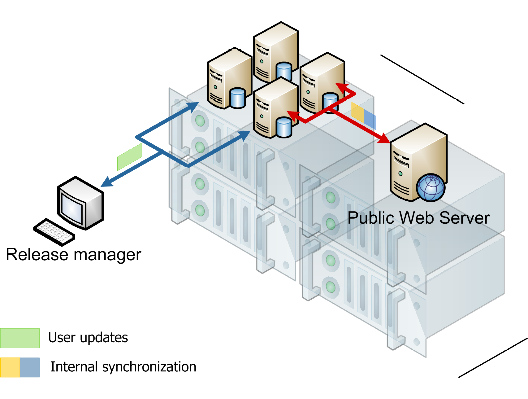 Public Web Server
Release manager
User updates
Internal synchronization